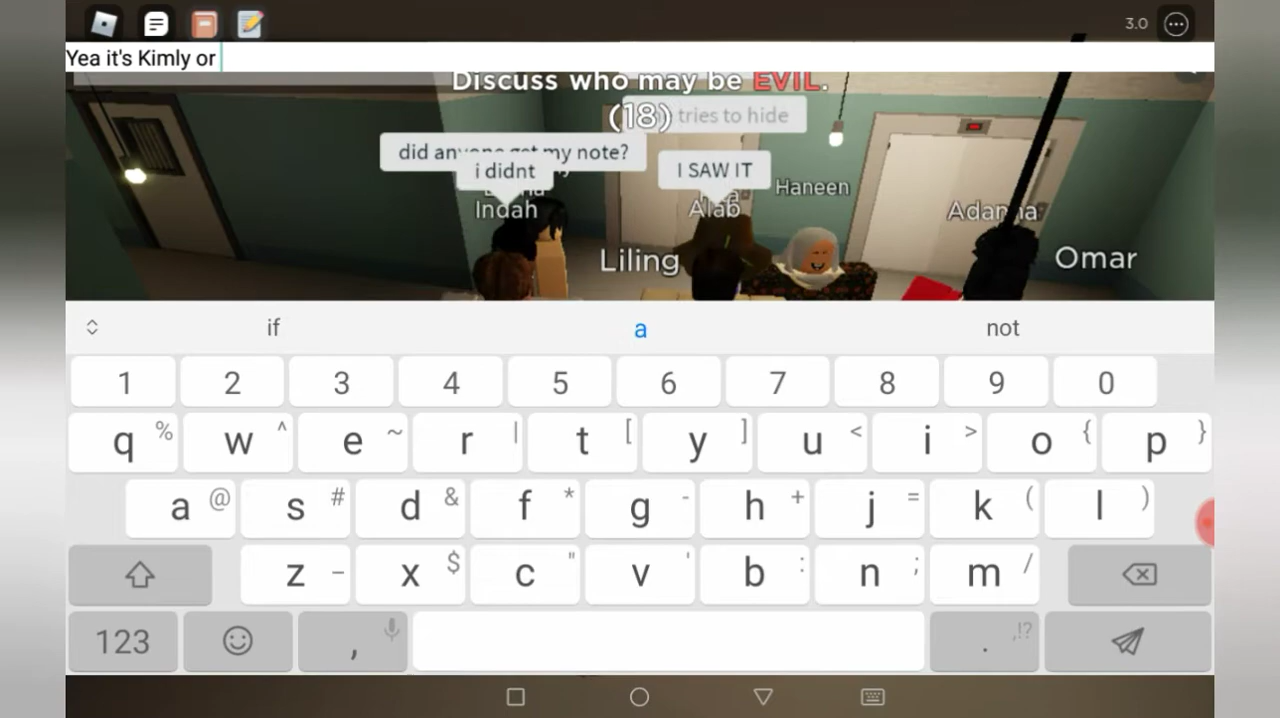 3.0
Yea it's Kimly or
Discuss who may be EVIL.
(18)
tries to hide
did anyone get my note?
i didnt
I SAW IT
Haneen
Indah
Alab
Adanna
Liling
Omar
if a not
1 2 3 4 5 6 7 8 9 0
q % w ^ e ~ r | t [ y ] u < i > o { p }
a @ s # d & f * g - h + j = k ( l )
z _ x $ c " v ' b : n ; m /
123 , . ,!?